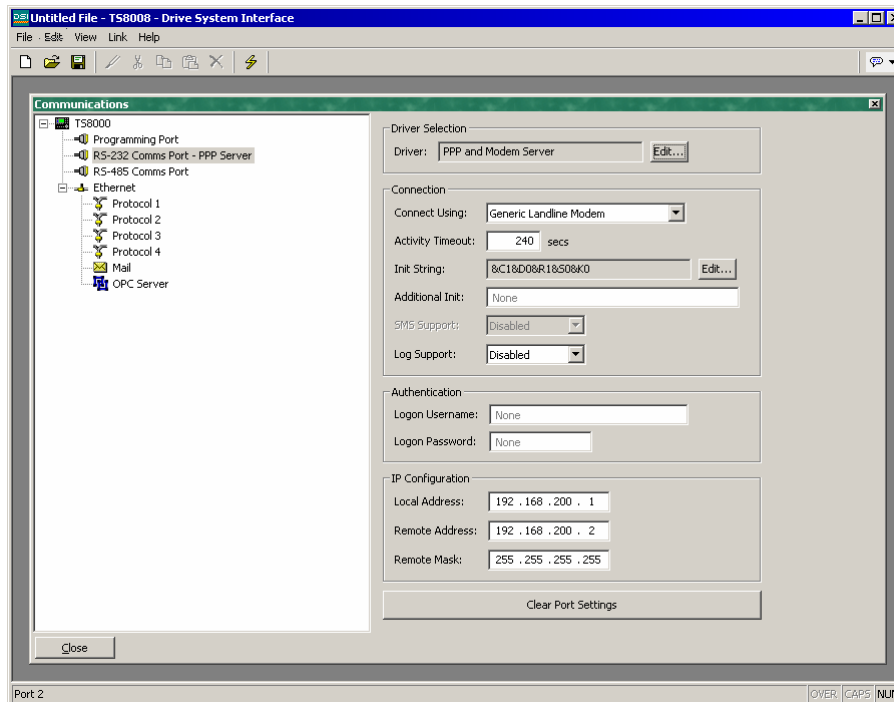 DSI Untitled File - TS8008 - Drive System Interface
File Edit View Link Help
Communications
TS8000
Programming Port
RS-232 Comms Port - PPP Server
RS-485 Comms Port
Ethernet
Protocol 1
Protocol 2
Protocol 3
Protocol 4
Mail
OPC Server
Driver Selection
Driver: PPP and Modem Server Edit...
Connection
Connect Using: Generic Landline Modem
Activity Timeout: 240 secs
Init String: &C1&D0&R1&S0&K0 Edit...
Additional Init: None
SMS Support: Disabled
Log Support: Disabled
Authentication
Logon Username: None
Logon Password: None
IP Configuration
Local Address: 192 . 168 . 200 . 1
Remote Address: 192 . 168 . 200 . 2
Remote Mask: 255 . 255 . 255 . 255
Clear Port Settings
Close
Port 2 OVER CAPS NUM